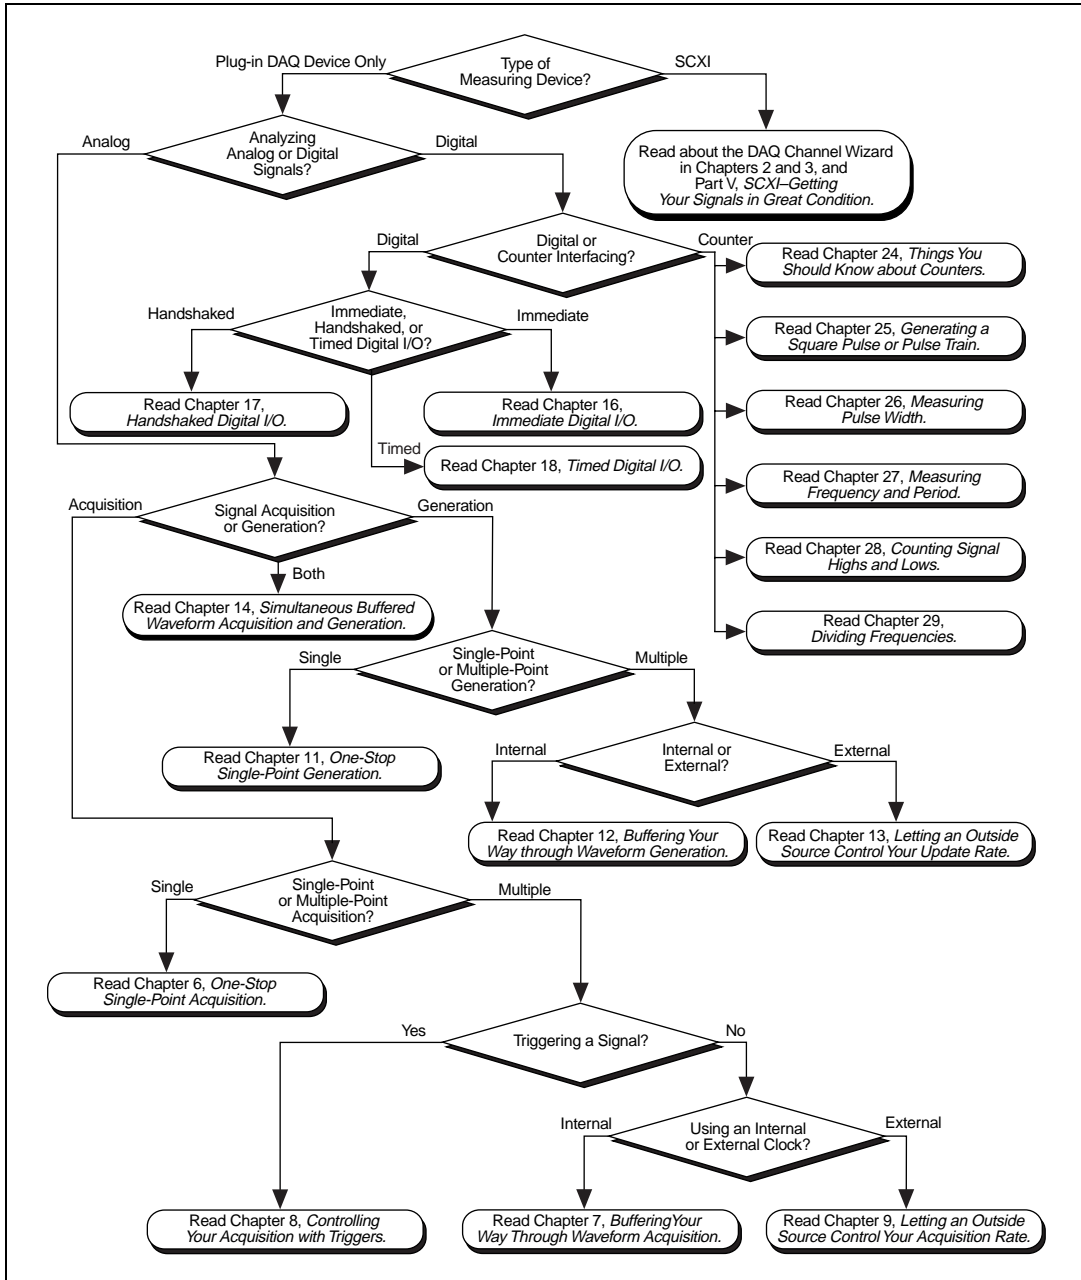 Plug-in DAQ Device Only
Type of
Measuring Device?
SCXI
Analog
Analyzing
Analog or Digital
Signals?
Digital
Read about the DAQ Channel Wizard
in Chapters 2 and 3, and
Part V, SCXI–Getting
Your Signals in Great Condition.
Digital
Digital or
Counter Interfacing?
Counter
Read Chapter 24, Things You
Should Know about Counters.
Handshaked
Immediate,
Handshaked, or
Timed Digital I/O?
Immediate
Read Chapter 25, Generating a
Square Pulse or Pulse Train.
Read Chapter 17,
Handshaked Digital I/O.
Read Chapter 16,
Immediate Digital I/O.
Read Chapter 26, Measuring
Pulse Width.
Timed
Read Chapter 18, Timed Digital I/O.
Read Chapter 27, Measuring
Frequency and Period.
Acquisition
Signal Acquisition
or Generation?
Generation
Both
Read Chapter 28, Counting Signal
Highs and Lows.
Read Chapter 14, Simultaneous Buffered
Waveform Acquisition and Generation.
Read Chapter 29,
Dividing Frequencies.
Single
Single-Point
or Multiple-Point
Generation?
Multiple
Read Chapter 11, One-Stop
Single-Point Generation.
Internal
Internal or
External?
External
Read Chapter 12, Buffering Your
Way through Waveform Generation.
Read Chapter 13, Letting an Outside
Source Control Your Update Rate.
Single
Single-Point
or Multiple-Point
Acquisition?
Multiple
Read Chapter 6, One-Stop
Single-Point Acquisition.
Yes
Triggering a Signal?
No
Internal
Using an Internal
or External Clock?
External
Read Chapter 8, Controlling
Your Acquisition with Triggers.
Read Chapter 7, BufferingYour
Way Through Waveform Acquisition.
Read Chapter 9, Letting an Outside
Source Control Your Acquisition Rate.